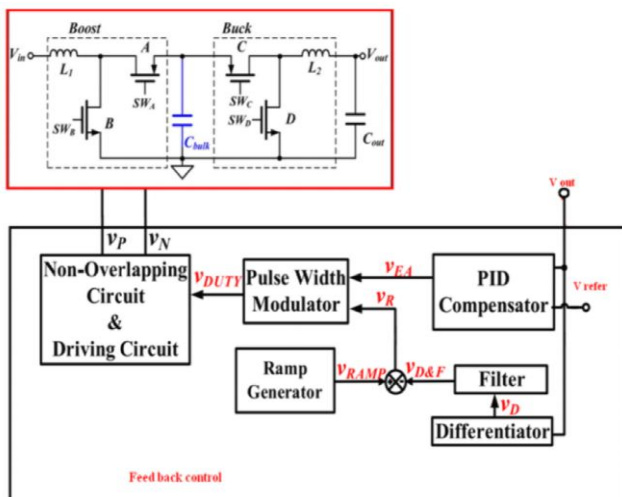 Boost Buck
Vin L1 A C L2 Vout
SWA SWC
SWB B Cbulk SWD D Cout
V out
vP vN
Non-Overlapping
Circuit
&
Driving Circuit
vDUTY
Pulse Width
Modulator
vEA
vR
PID
Compensator
V refer
Ramp
Generator
vRAMP
vD&F
Filter
vD
Differentiator
Feed back control